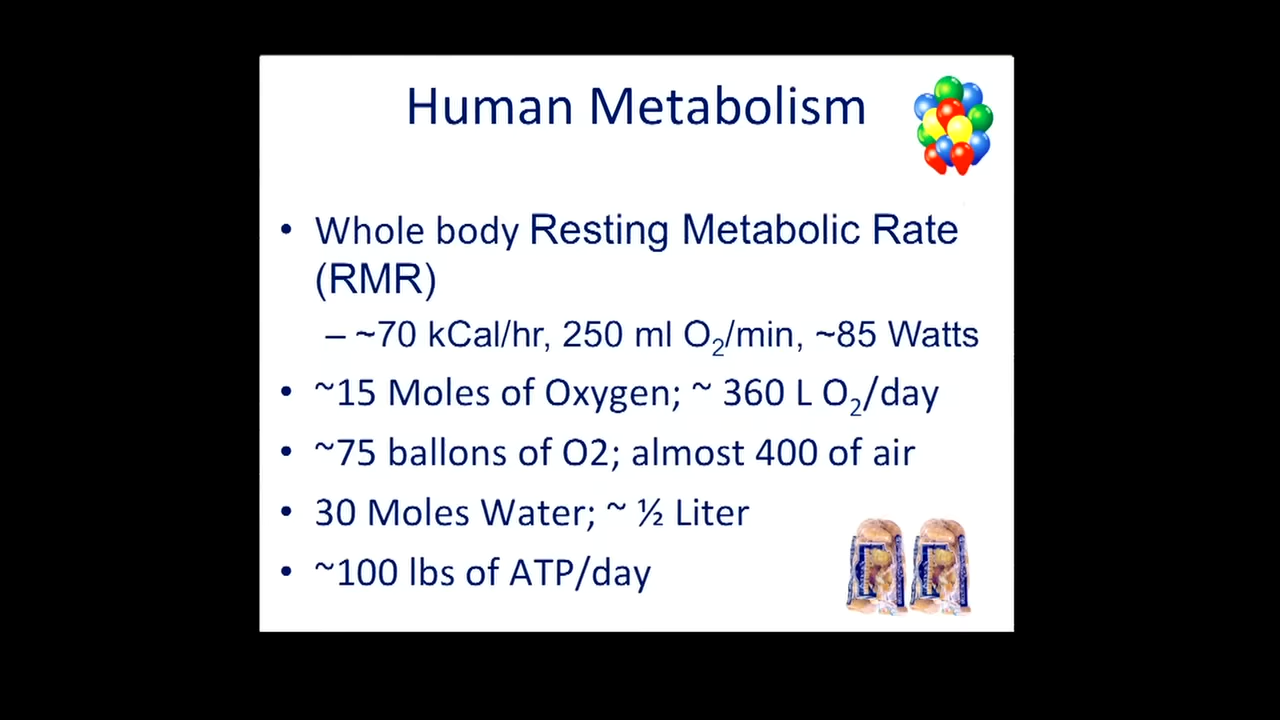 Human Metabolism
• Whole body Resting Metabolic Rate
(RMR)
– ~70 kCal/hr, 250 ml O₂/min, ~85 Watts
• ~15 Moles of Oxygen; ~ 360 L O₂/day
• ~75 ballons of O2; almost 400 of air
• 30 Moles Water; ~ ½ Liter
• ~100 lbs of ATP/day